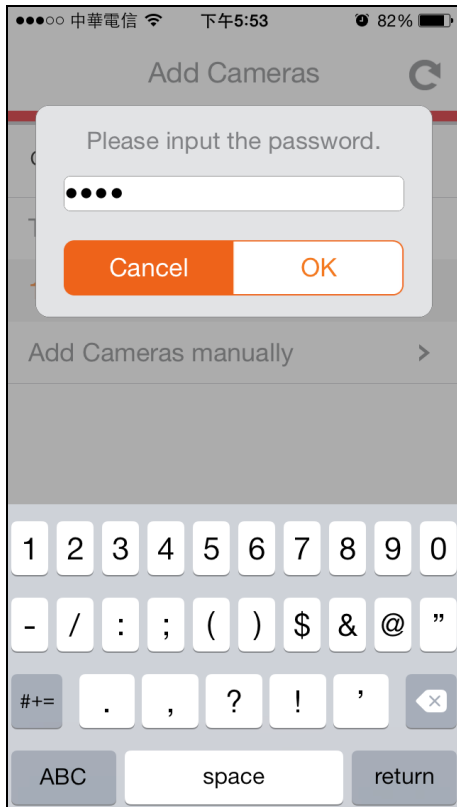 中華電信 下午5:53 82%
Add Cameras
Please input the password.
••••
Cancel OK
Add Cameras manually >
1 2 3 4 5 6 7 8 9 0
- / : ; ( ) $ & @ ”
#+= . , ? ! ’
ABC space return